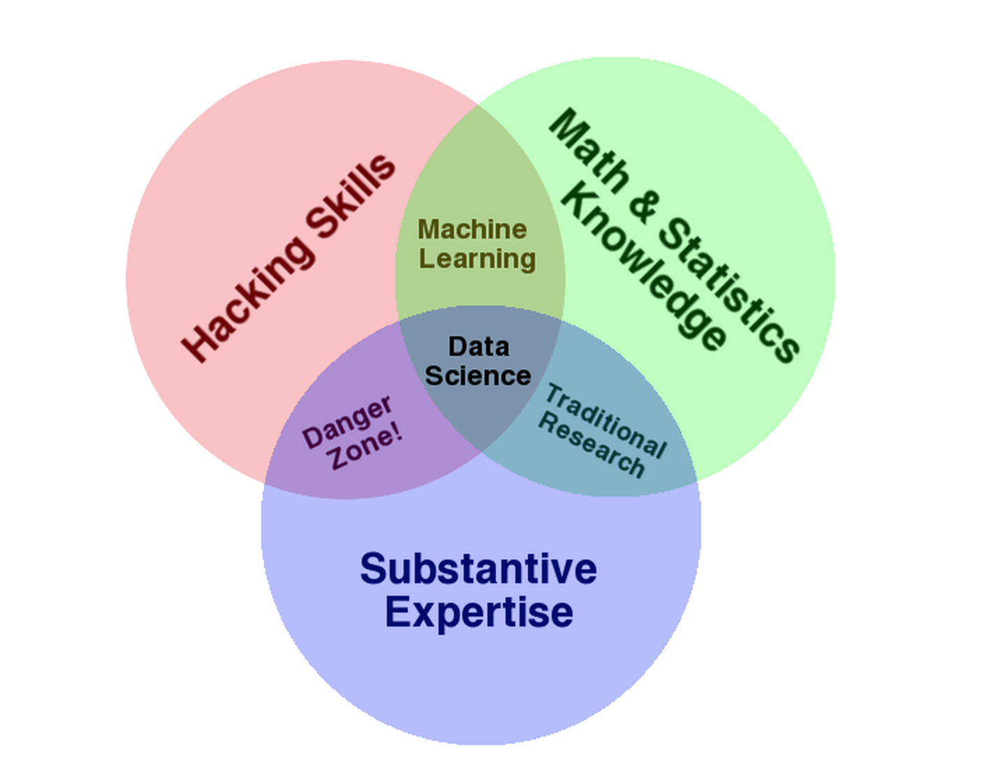 Hacking Skills
Math & Statistics
Knowledge
Machine
Learning
Data
Science
Danger
Zone!
Traditional
Research
Substantive
Expertise